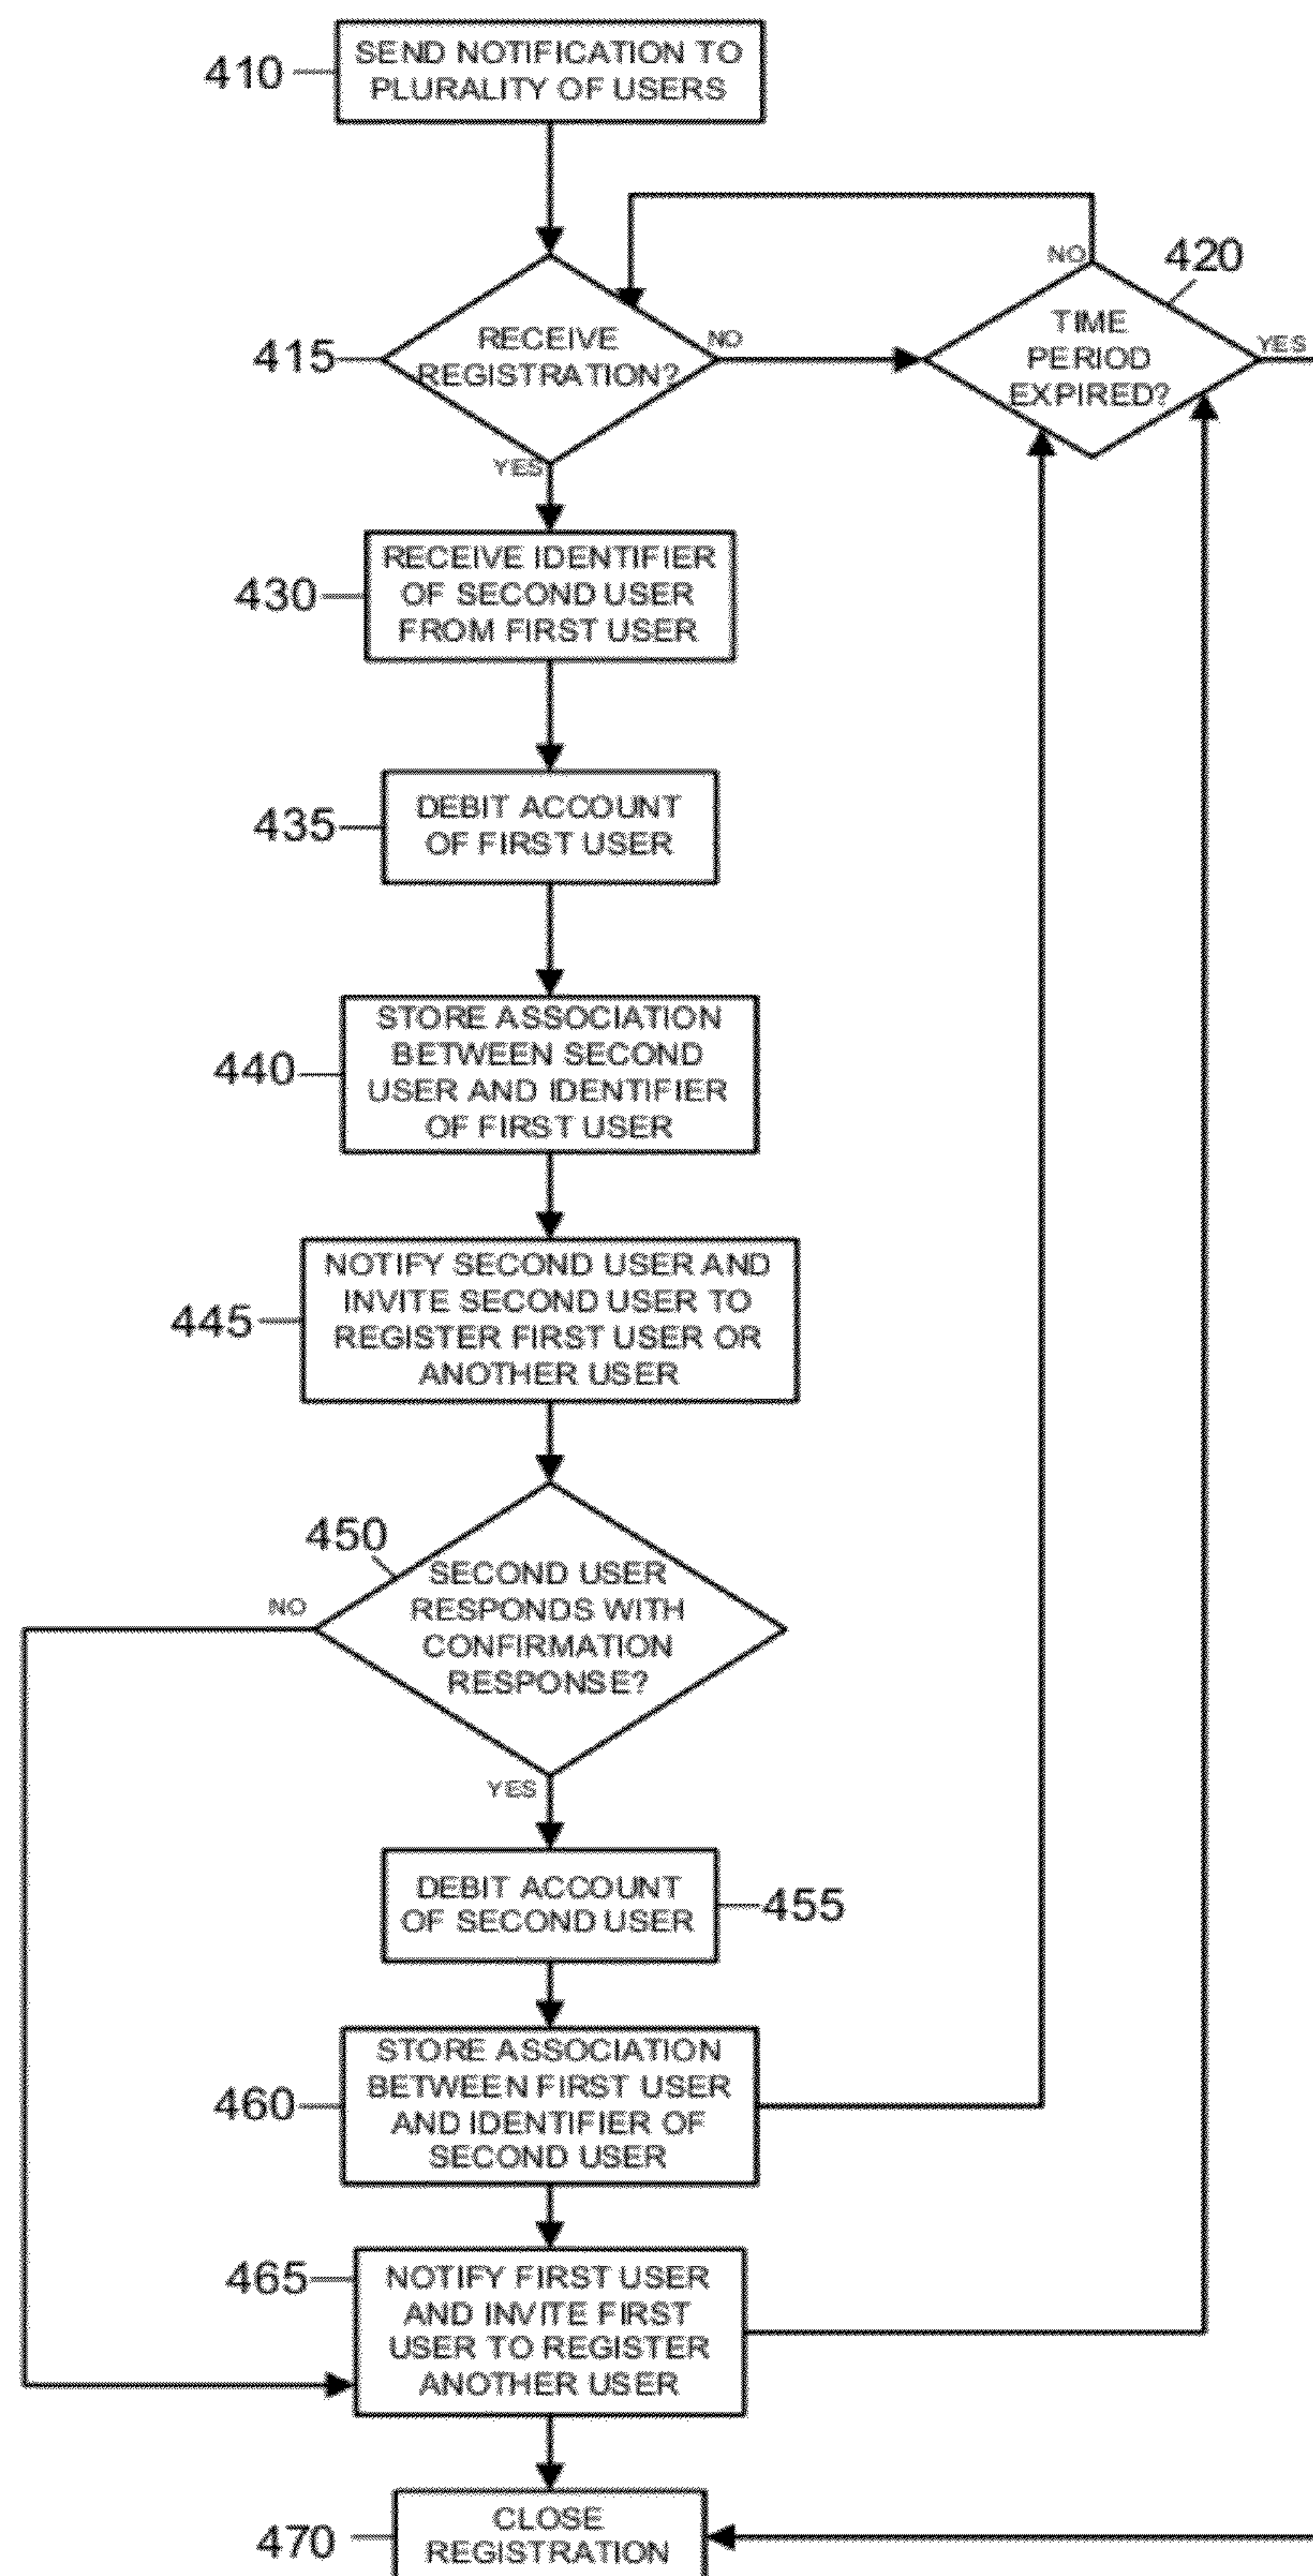 410
SEND NOTIFICATION TO
PLURALITY OF USERS
415
RECEIVE
REGISTRATION?
NO
YES
420
NO
TIME
PERIOD
EXPIRED?
YES
430
RECEIVE IDENTIFIER
OF SECOND USER
FROM FIRST USER
435
DEBIT ACCOUNT
OF FIRST USER
440
STORE ASSOCIATION
BETWEEN SECOND
USER AND IDENTIFIER
OF FIRST USER
445
NOTIFY SECOND USER AND
INVITE SECOND USER TO
REGISTER FIRST USER OR
ANOTHER USER
450
NO
SECOND USER
RESPONDS WITH
CONFIRMATION
RESPONSE?
YES
DEBIT ACCOUNT
OF SECOND USER
455
460
STORE ASSOCIATION
BETWEEN FIRST USER
AND IDENTIFIER OF
SECOND USER
465
NOTIFY FIRST USER
AND INVITE FIRST
USER TO REGISTER
ANOTHER USER
470
CLOSE
REGISTRATION